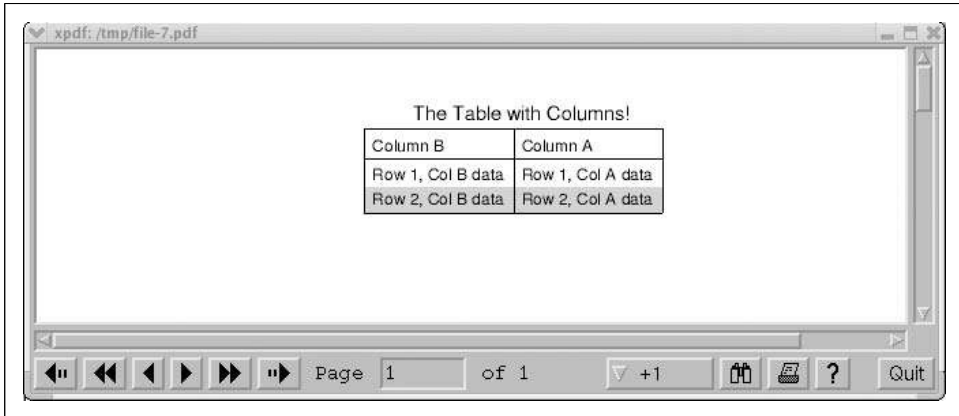 xpdf: /tmp/file-7.pdf
The Table with Columns!
Column B Column A
Row 1, Col B data Row 1, Col A data
Row 2, Col B data Row 2, Col A data
Page 1 of 1 +1 ? Quit